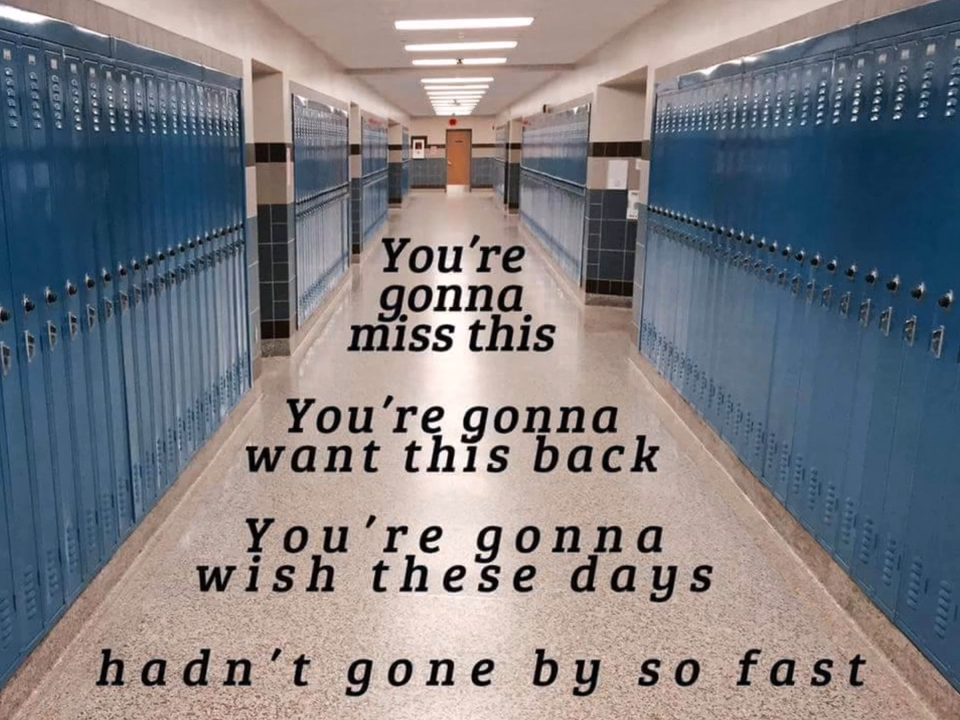 You're
gonna
miss this
You're gonna
want this back
You're gonna
wish these days
hadn't gone by so fast